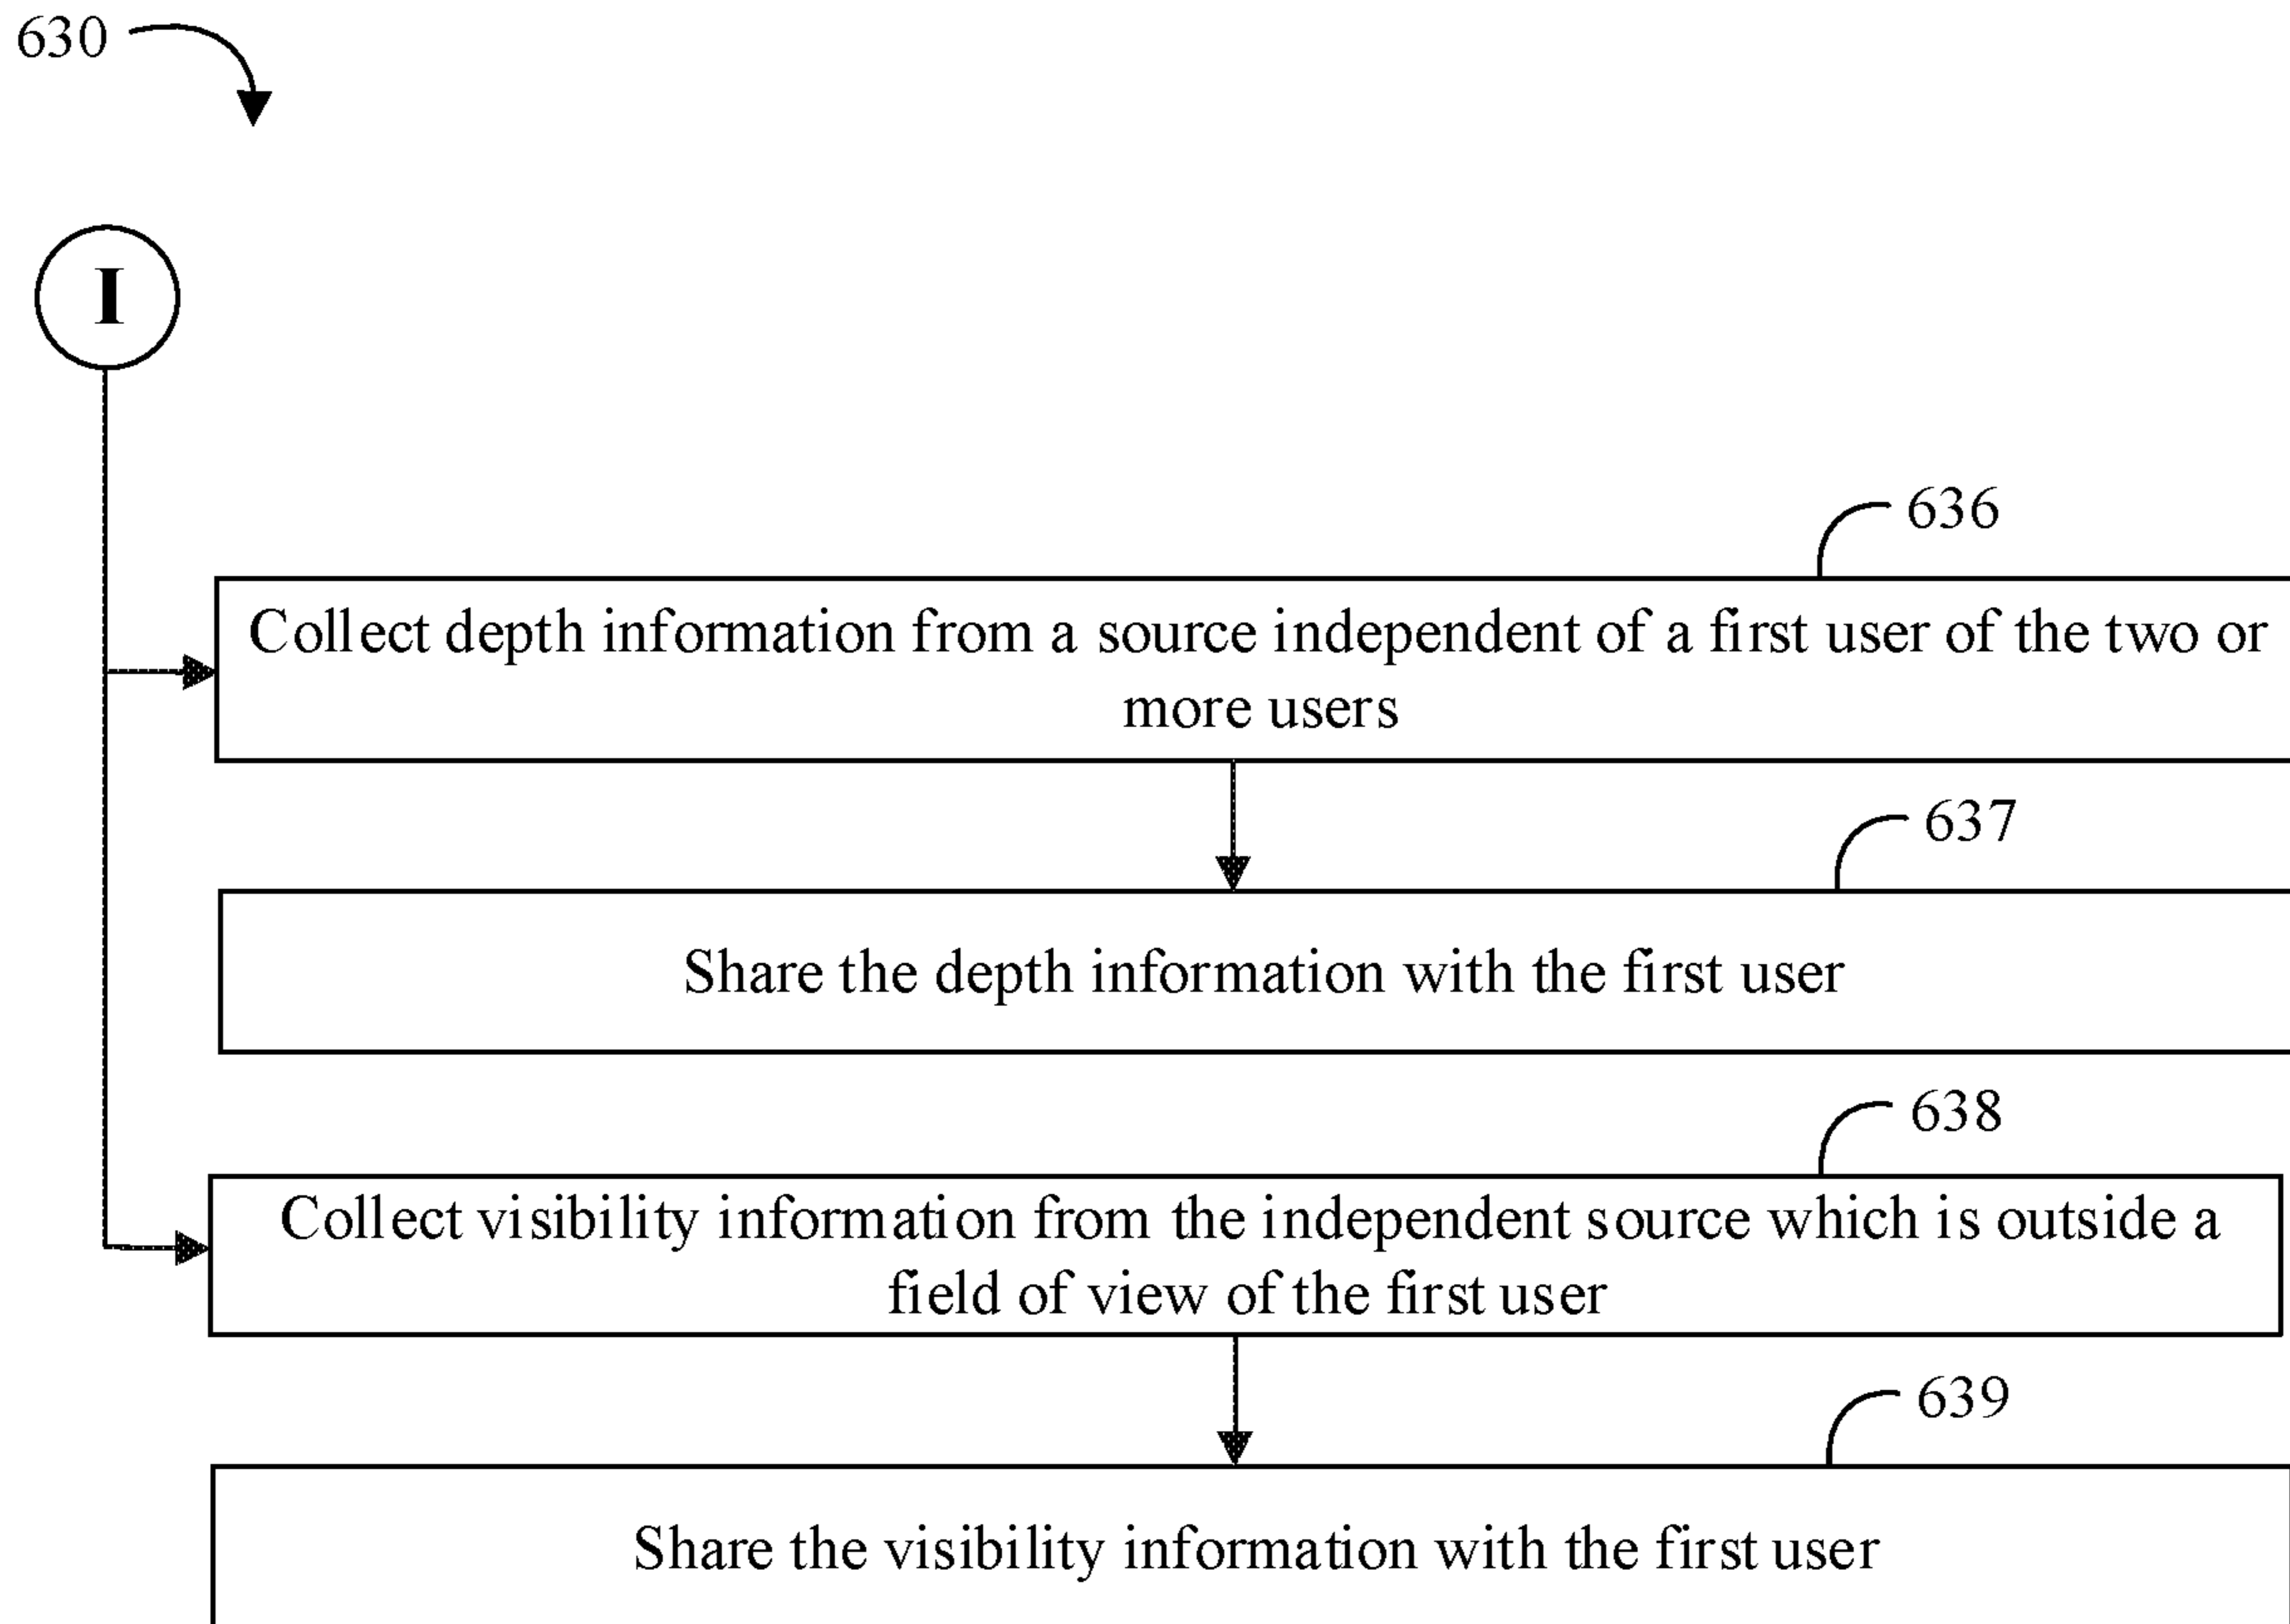 630
I
636
Collect depth information from a source independent of a first user of the two or
more users
637
Share the depth information with the first user
638
Collect visibility information from the independent source which is outside a
field of view of the first user
639
Share the visibility information with the first user